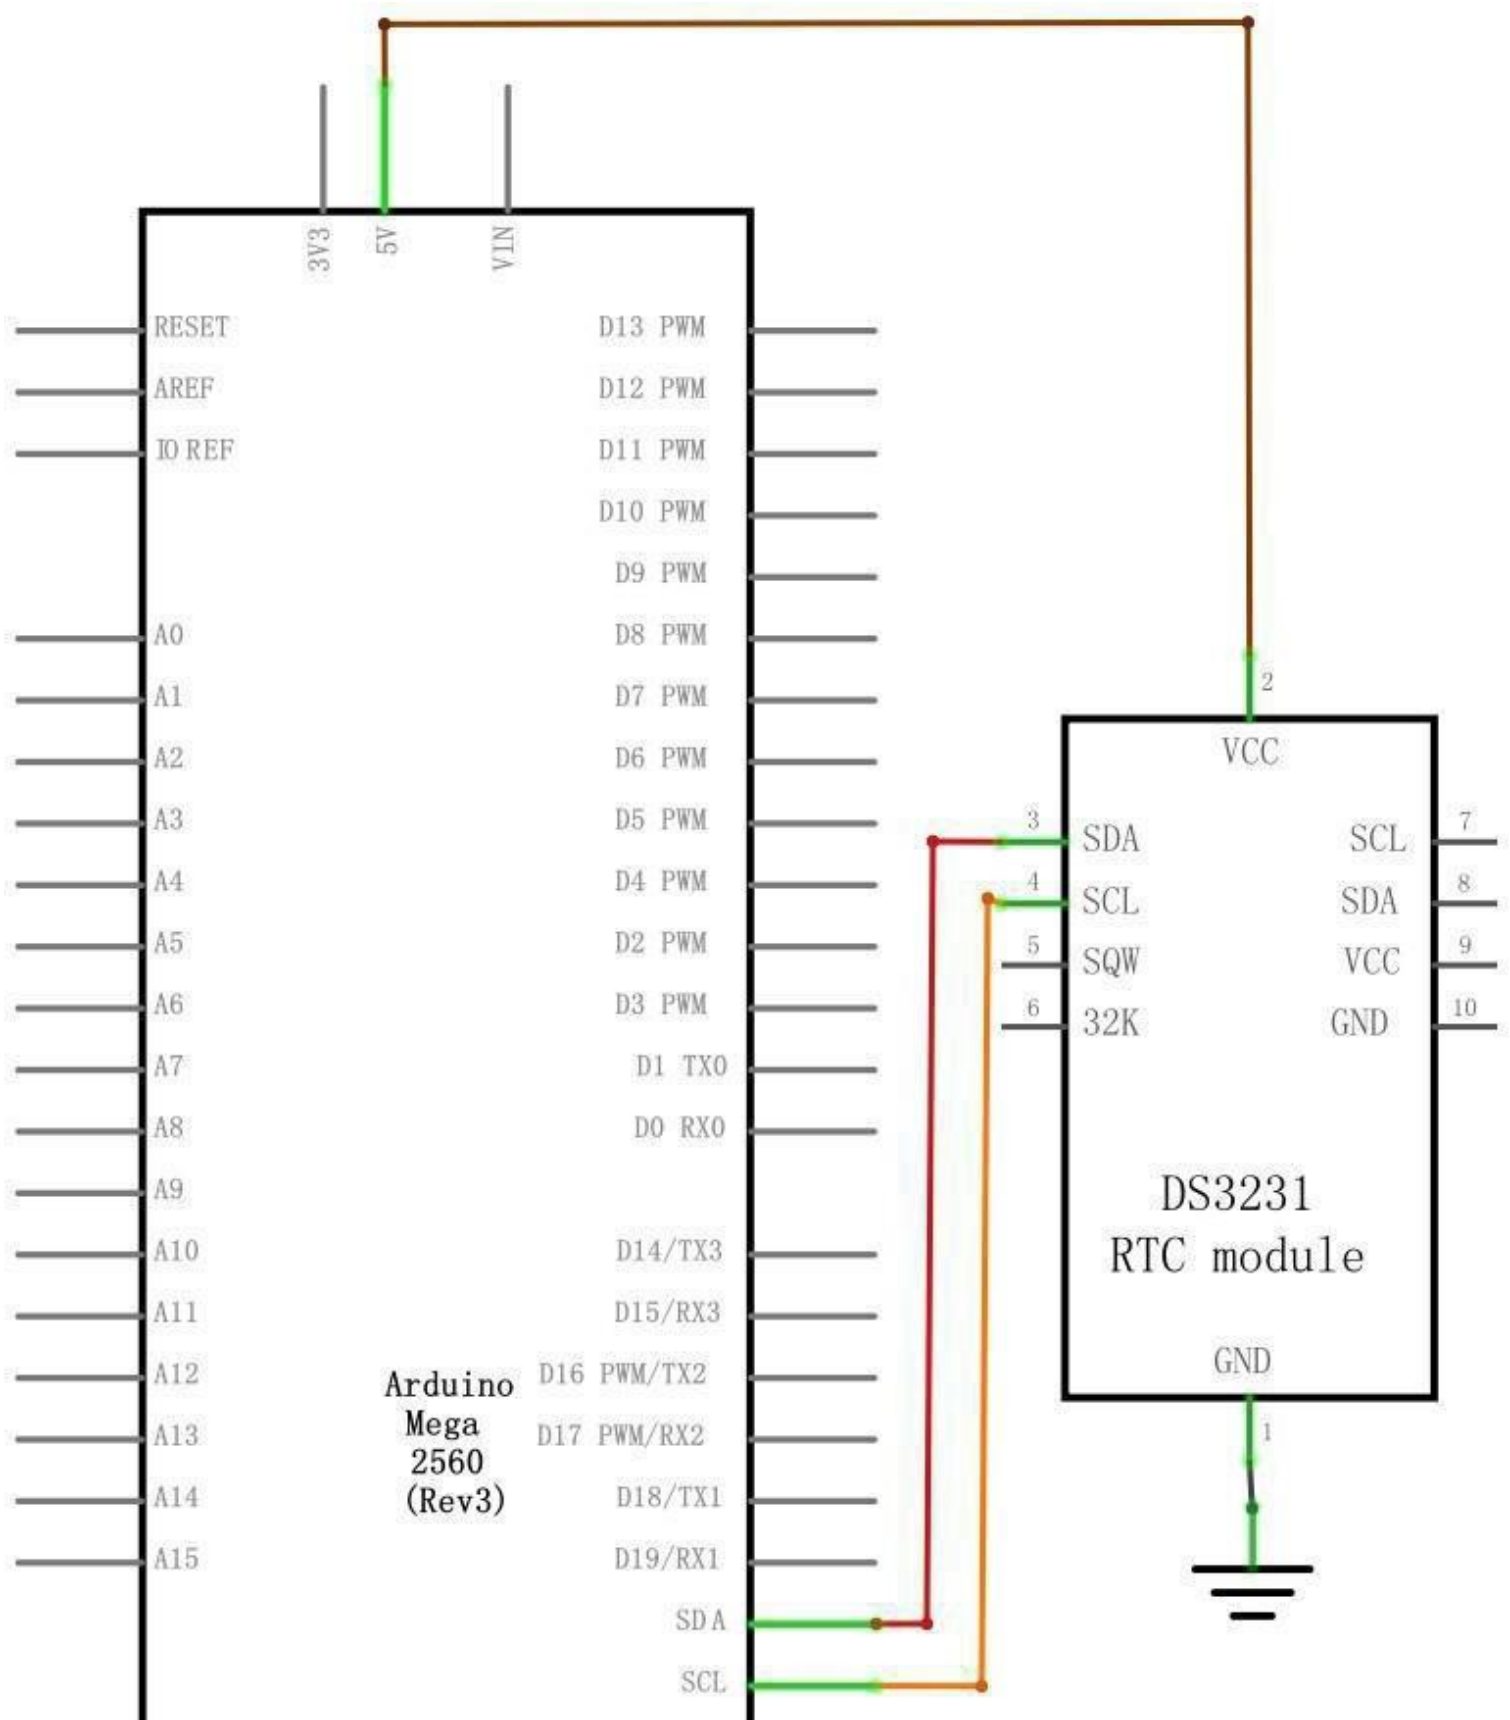 3V3
5V
VIN
RESET
AREF
IO REF
A0
A1
A2
A3
A4
A5
A6
A7
A8
A9
A10
A11
A12
A13
A14
A15
D13 PWM
D12 PWM
D11 PWM
D10 PWM
D9 PWM
D8 PWM
D7 PWM
D6 PWM
D5 PWM
D4 PWM
D2 PWM
D3 PWM
D1 TX0
D0 RX0
D14/TX3
D15/RX3
D16 PWM/TX2
D17 PWM/RX2
D18/TX1
D19/RX1
SDA
SCL
Arduino
Mega
2560
(Rev3)
2
VCC
3
SDA
4
SCL
5
SQW
6
32K
SCL
7
SDA
8
VCC
9
GND
10
DS3231
RTC module
GND
1